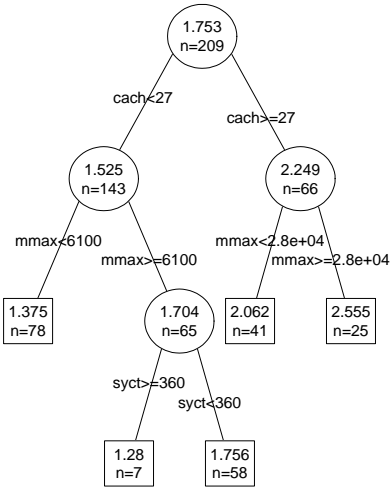 1.753
n=209
cach<27
cach>=27
1.525
n=143
2.249
n=66
mmax<6100
mmax>=6100
mmax<2.8e+04
mmax>=2.8e+04
1.375
n=78
1.704
n=65
2.062
n=41
2.555
n=25
syct>=360
syct<360
1.28
n=7
1.756
n=58